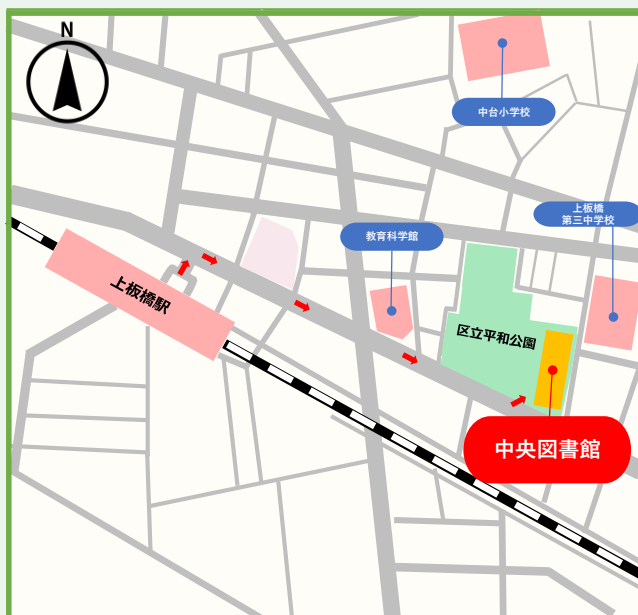 N
中台小学校
上板橋
第三中学校
教育科学館
上板橋駅
区立平和公園
中央図書館